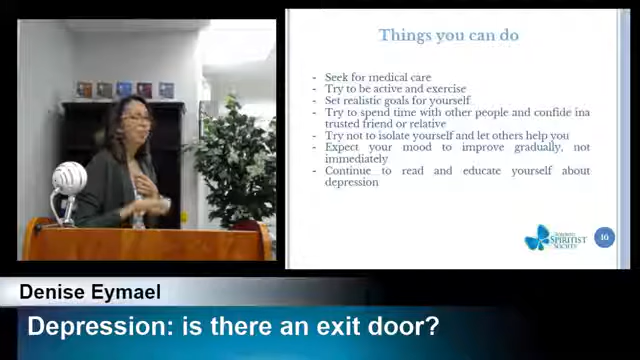 Things you can do
- Seek for medical care
- Try to be active and exercise
- Set realistic goals for yourself
- Try to spend time with other people and confide ina
trusted friend or relative
- Try not to isolate yourself and let others help you
- Expect your mood to improve gradually, not
immediately
- Continue to read and educate yourself about
depression
TORONTO
SPIRITIST
SOCIETY
16
Denise Eymael
Depression: is there an exit door?